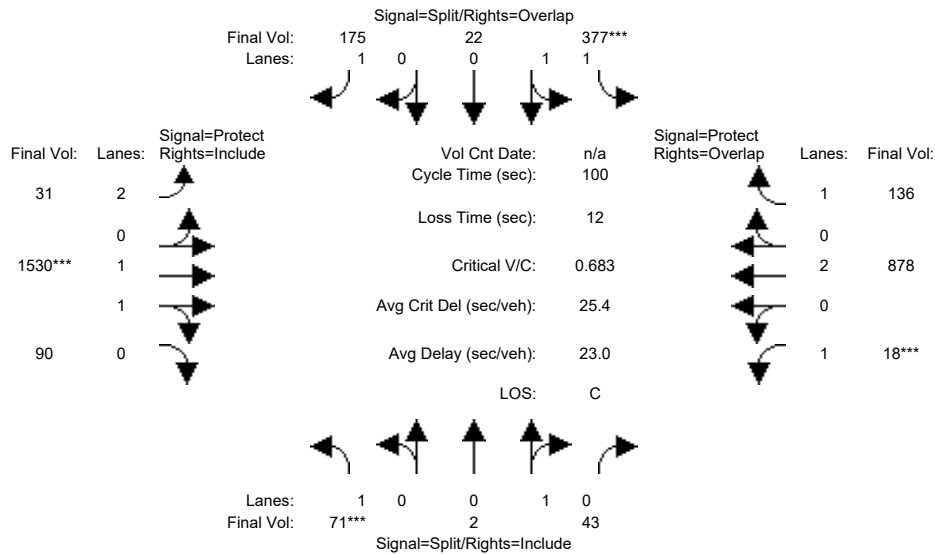 Signal=Split/Rights=Overlap
Final Vol: 175 22 377***
Lanes: 1 0 0 1 1
Signal=Protect Signal=Protect
Final Vol: Lanes: Rights=Include Vol Cnt Date: n/a Rights=Overlap Lanes: Final Vol:
Cycle Time (sec): 100
31 2 1 136
Loss Time (sec): 12
0 0
1530*** 1 Critical V/C: 0.683 2 878
1 Avg Crit Del (sec/veh): 25.4 0
90 0 Avg Delay (sec/veh): 23.0 1 18***
LOS: C
Lanes: 1 0 0 1 0
Final Vol: 71*** 2 43
Signal=Split/Rights=Include